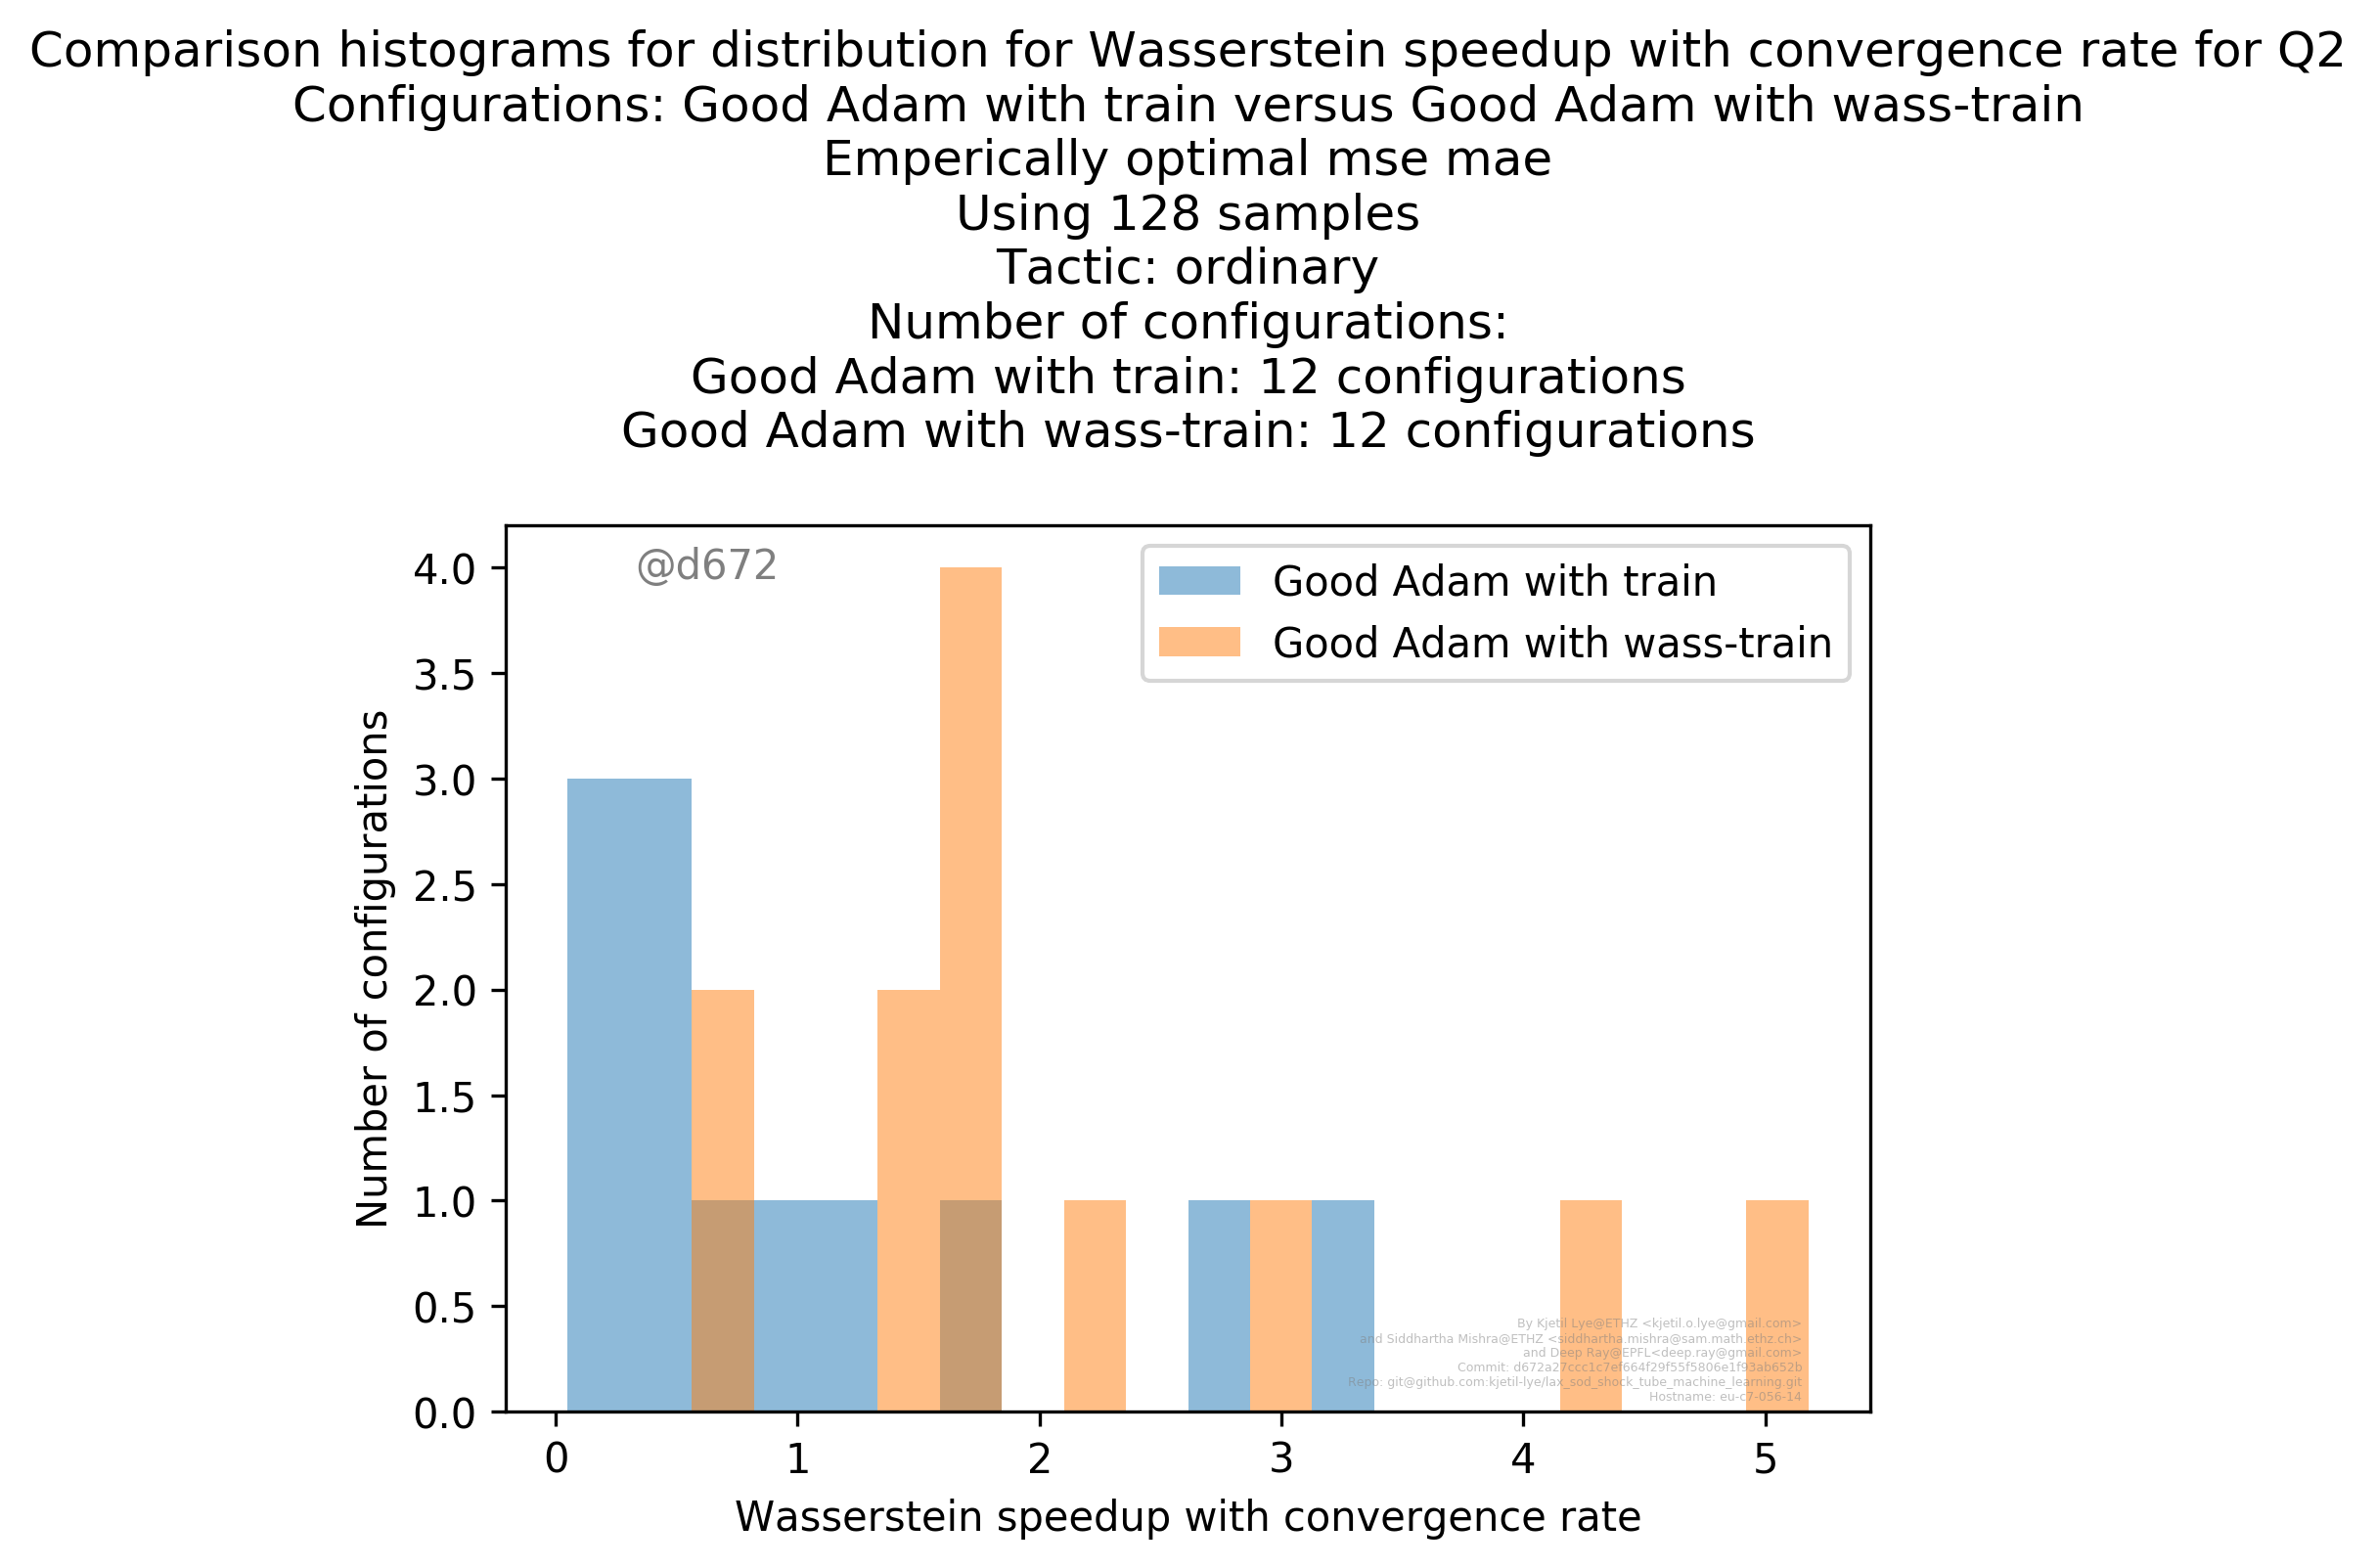 Comparison histograms for distribution for Wasserstein speedup with convergence rate for Q2
Configurations: Good Adam with train versus Good Adam with wass-train
Emperically optimal mse mae
Using 128 samples
Tactic: ordinary
Number of configurations:
Good Adam with train: 12 configurations
Good Adam with wass-train: 12 configurations
@d672
Good Adam with train
Good Adam with wass-train
Number of configurations
4.0
3.5
3.0
2.5
2.0
1.5
1.0
0.5
0.0
By Kjetil Lye@ETHZ <kjetil.o.lye@gmail.com>
and Siddhartha Mishra@ETHZ <siddhartha.mishra@sam.math.ethz.ch>
and Deep Ray@EPFL<deep.ray@gmail.com>
Commit: d672a27ccc1c7ef664f29f55f5806e1f93ab652b
Repo: git@github.com:kjetil-lye/lax_sod_shock_tube_machine_learning.git
Hostname: eu-c7-056-14
0 1 2 3 4 5
Wasserstein speedup with convergence rate